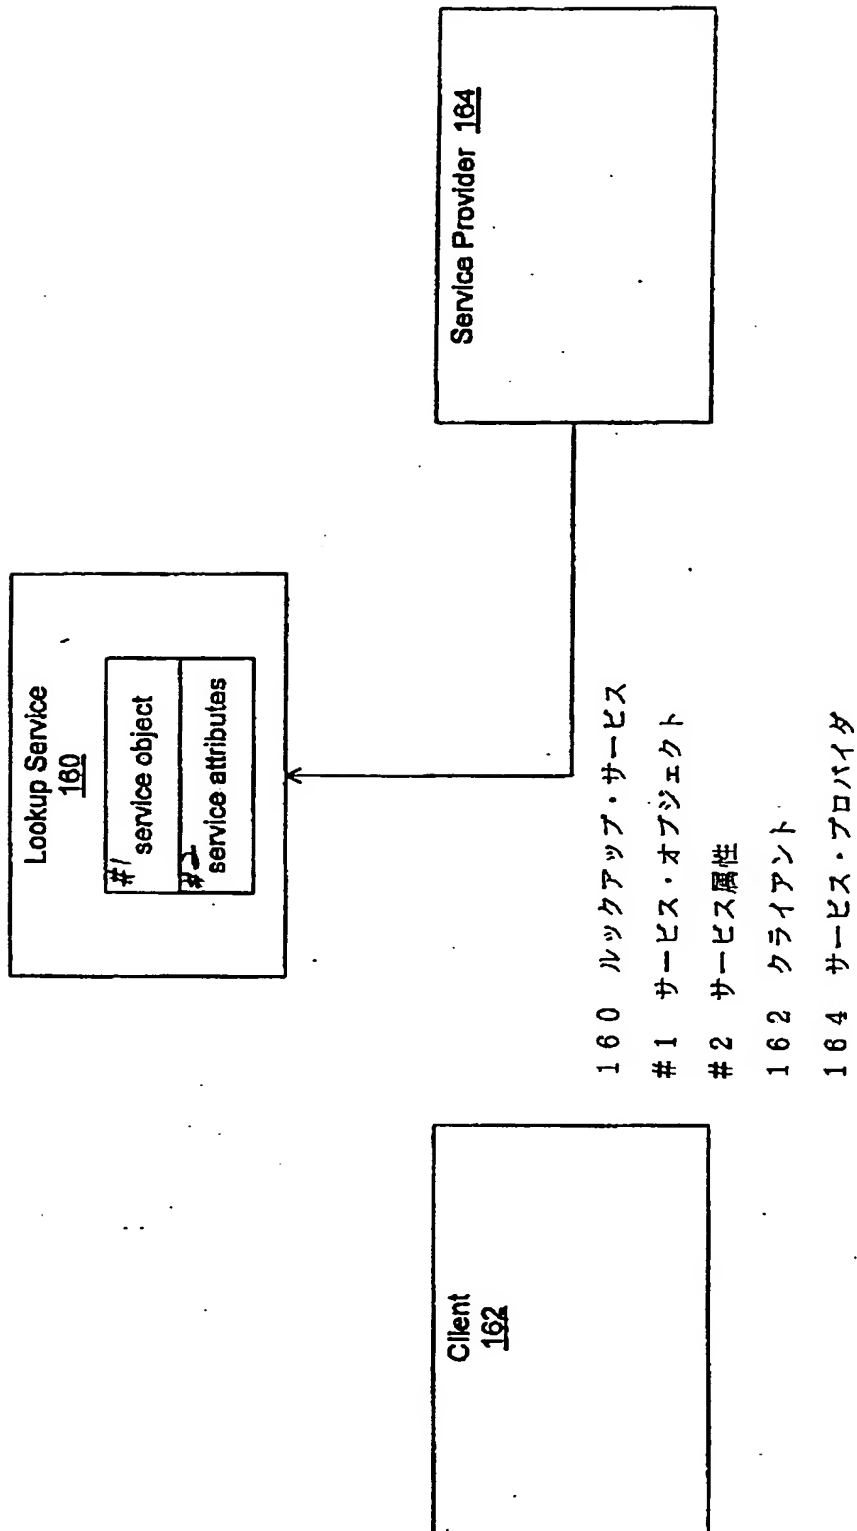 Lookup Service
160
#1
service object
#2
service attributes
Client
162
Service Provider 164
160 ルックアップ・サービス
#1 サービス・オブジェクト
#2 サービス属性
162 クライアント
164 サービス・プロバイダ